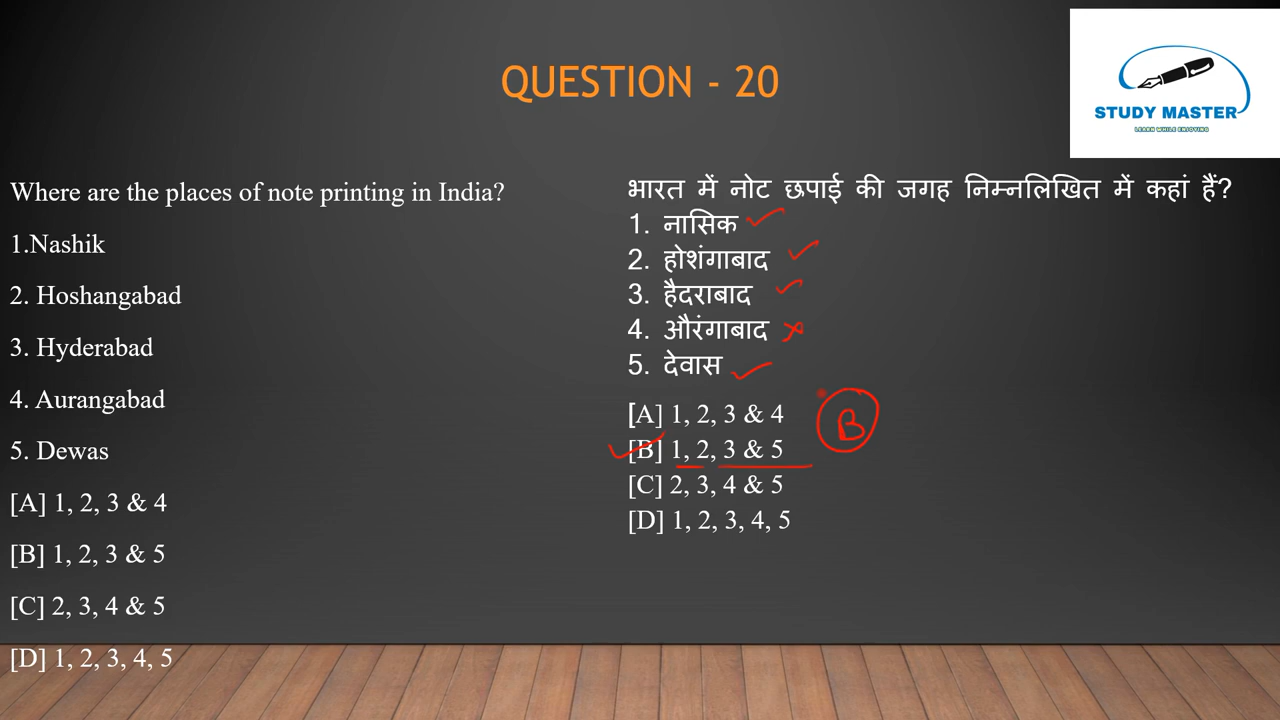 QUESTION - 20
STUDY MASTER
LEARN WHILE ENJOYING
Where are the places of note printing in India?
1.Nashik
2. Hoshangabad
3. Hyderabad
4. Aurangabad
5. Dewas
[A] 1, 2, 3 & 4
[B] 1, 2, 3 & 5
[C] 2, 3, 4 & 5
[D] 1, 2, 3, 4, 5
भारत में नोट छपाई की जगह निम्नलिखित में कहां हैं?
1. नासिक
2. होशंगाबाद
3. हैदराबाद
4. औरंगाबाद
5. देवास
[A] 1, 2, 3 & 4
[B] 1, 2, 3 & 5
[C] 2, 3, 4 & 5
[D] 1, 2, 3, 4, 5
B